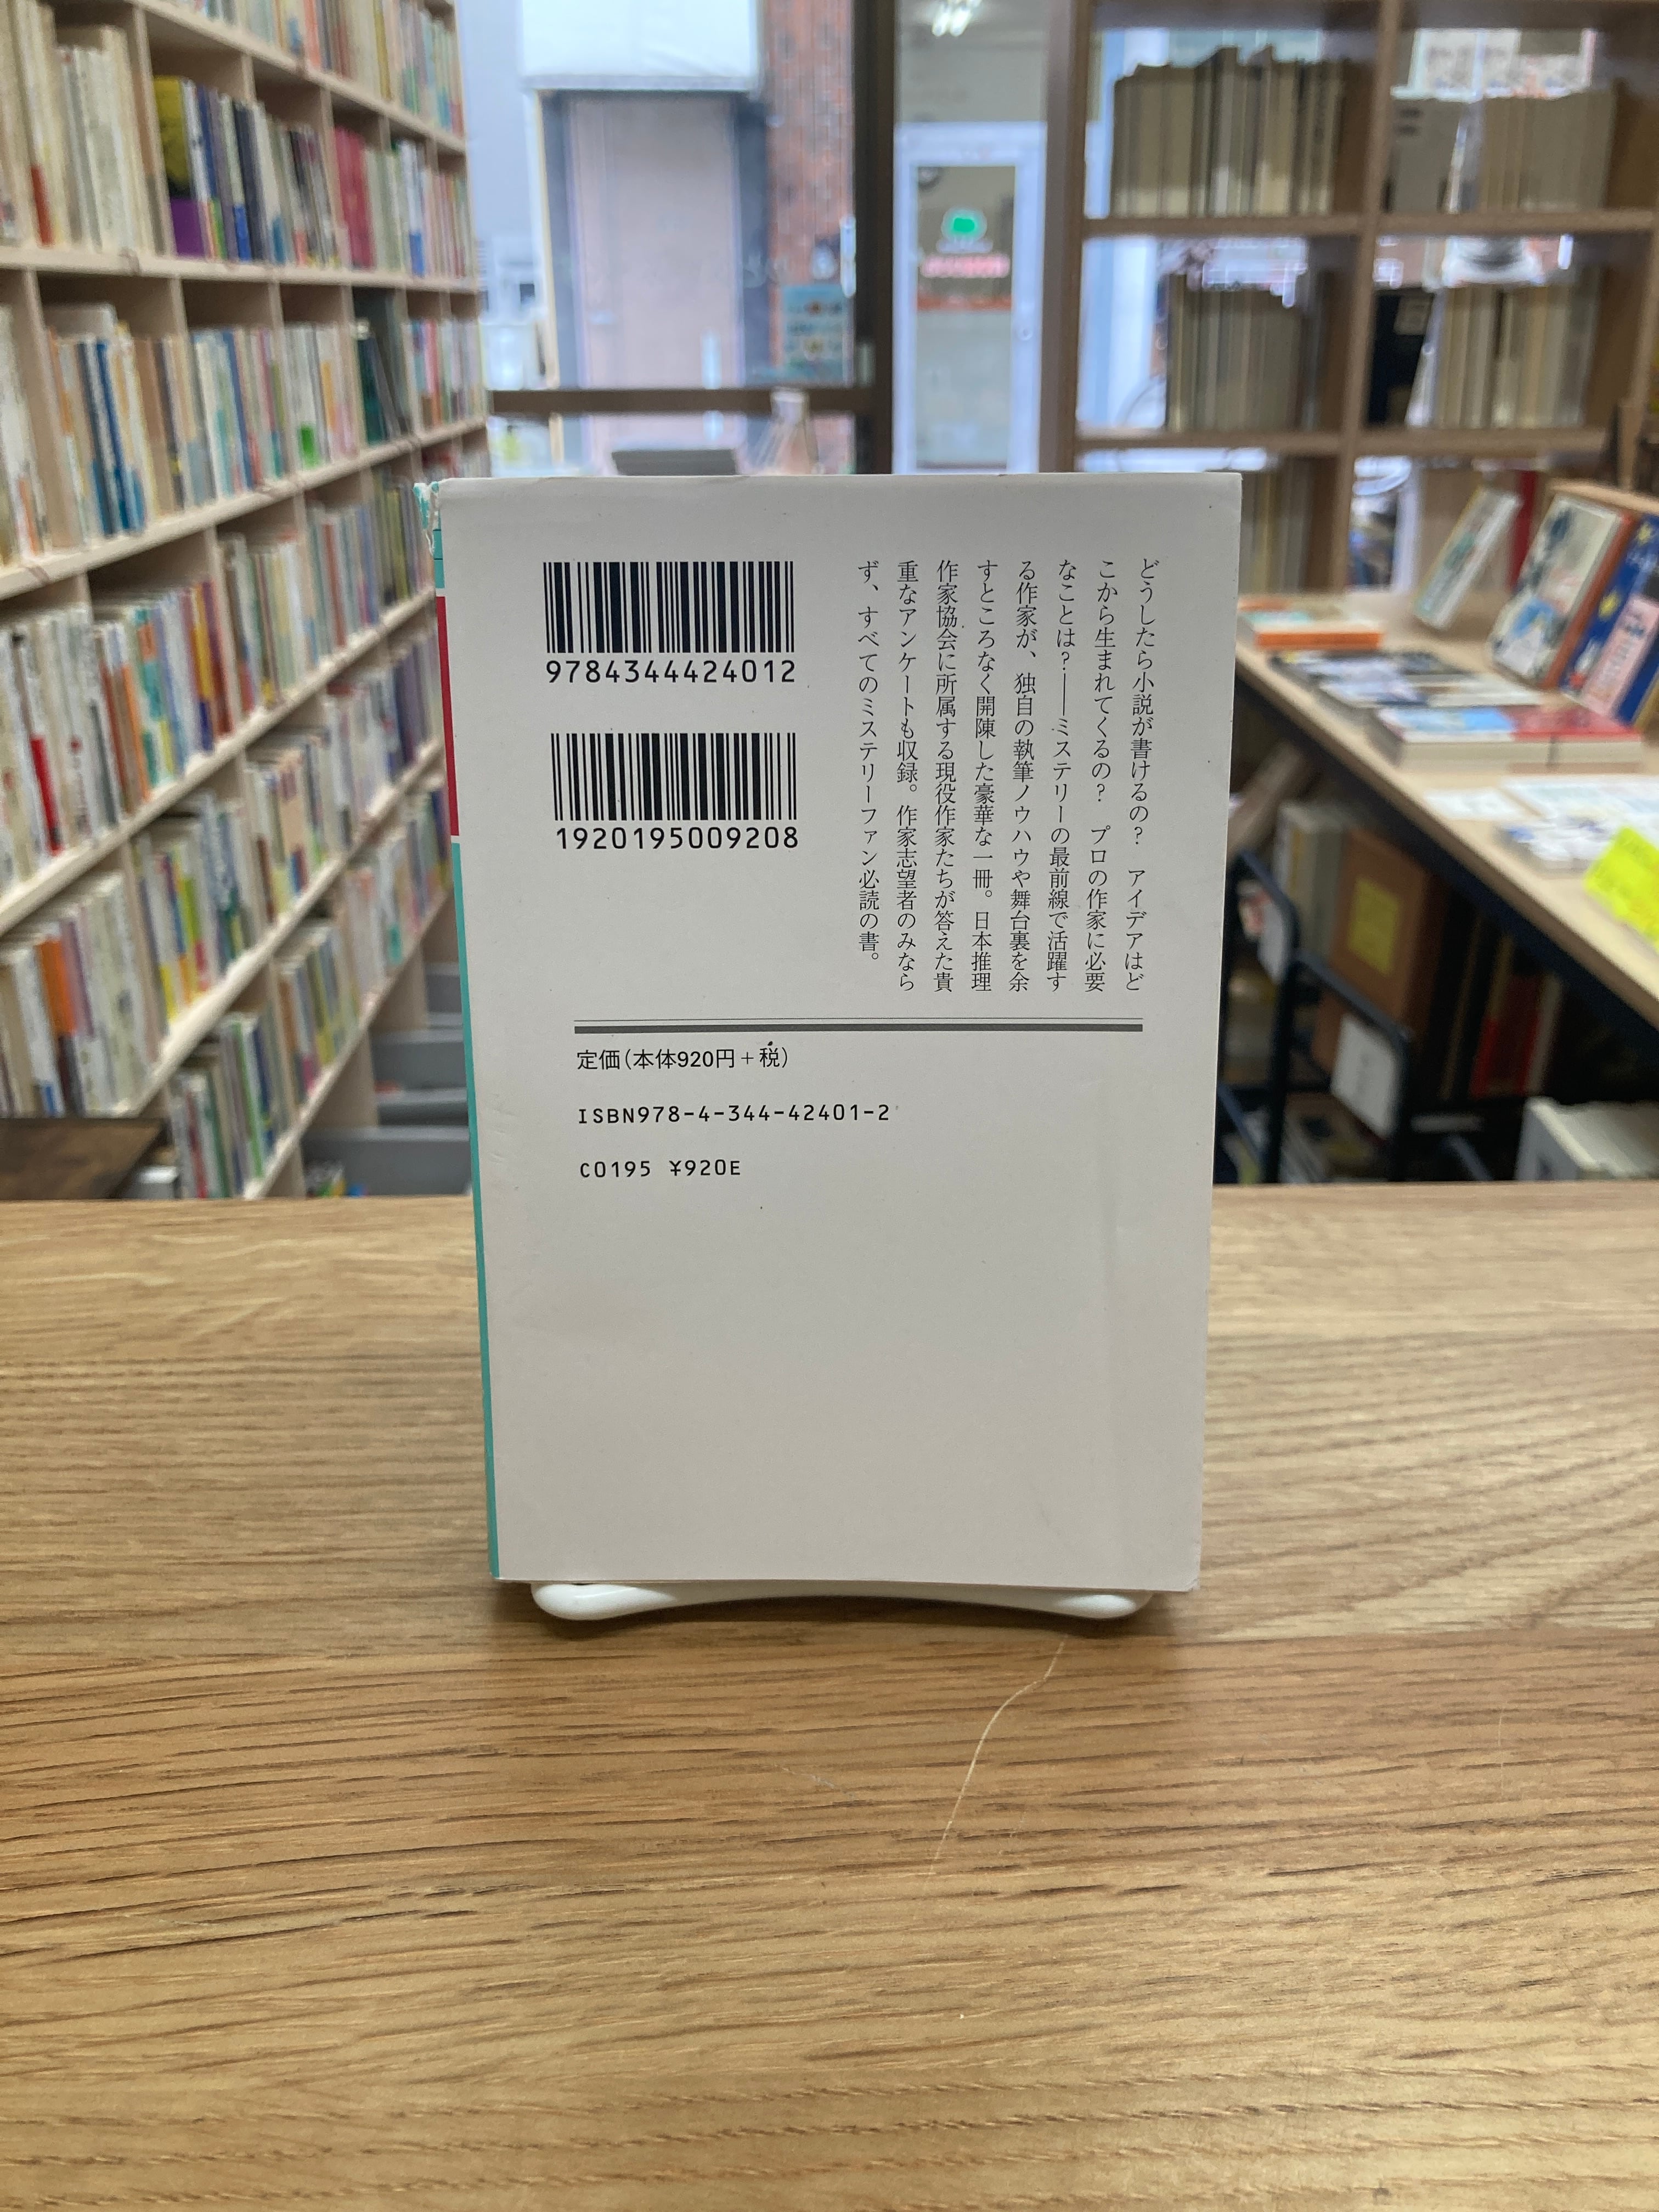 どうしたら小説が書けるの？　アイデアはど
こから生まれてくるの？　プロの作家に必要
なことは？――ミステリーの最前線で活躍す
る作家が、独自の執筆ノウハウや舞台裏を余
すところなく開陳した豪華な一冊。日本推理
作家協会に所属する現役作家たちが答えた貴
重なアンケートも収録。作家志望者のみなら
ず、すべてのミステリーファン必読の書。
9784344424012
1920195009208
定価（本体920円＋税）
ISBN978-4-344-42401-2
C0195 ¥920E